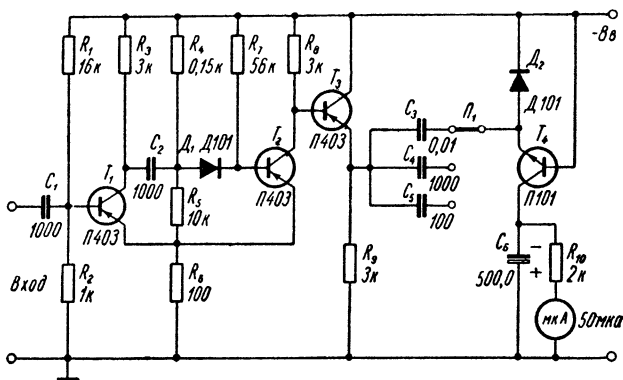 R₁
16к
R₃
3к
R₄
0,15к
R₇
56к
R₈
3к
-8в
T₃
П403
Д₂
Д101
C₃
0,01
П₁
T₄
П101
C₂
1000
Д₁
Д101
T₂
П403
C₄
1000
C₅
100
C₁
1000
T₁
П403
R₅
10к
R₆
100
R₉
3к
C₆
500,0
−
+
R₁₀
2к
Вход
R₂
1к
мкА
50мка